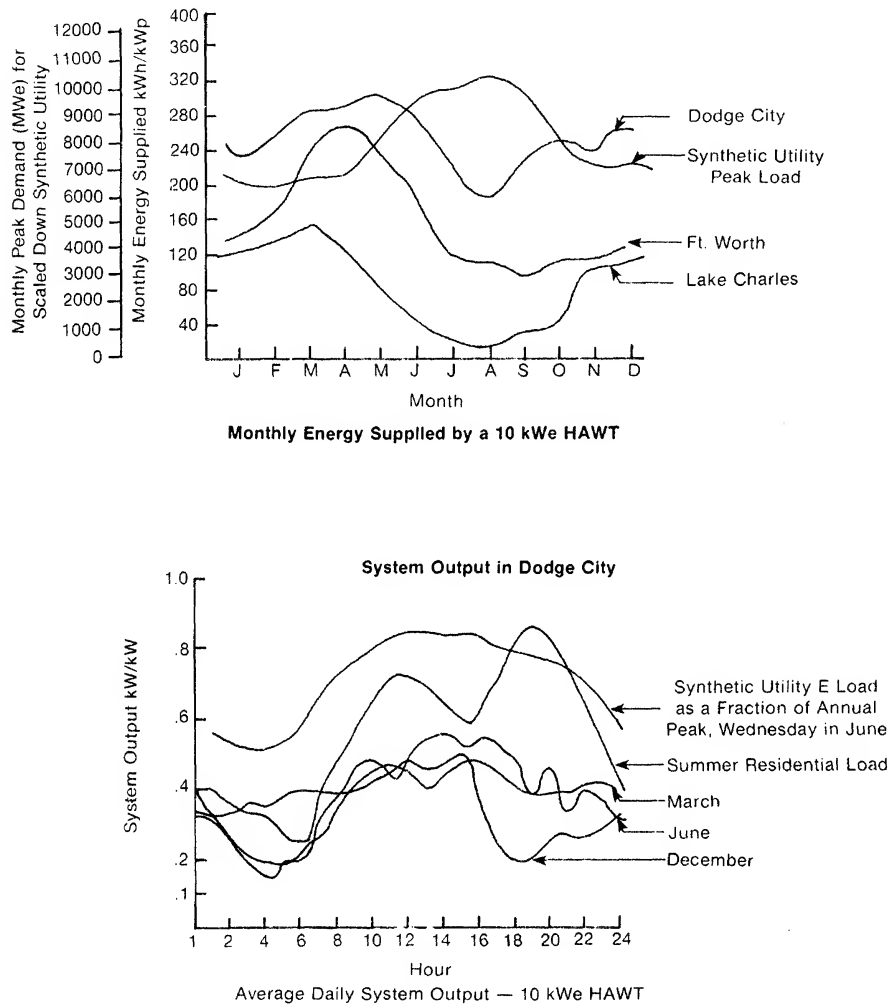 Monthly Peak Demand (MWe) for
Scaled Down Synthetic Utility
12000
11000
10000
9000
8000
7000
6000
5000
4000
3000
2000
1000
0
Monthly Energy Supplied kWh/kWp
400
360
320
280
240
200
160
120
80
40
Dodge City
Synthetic Utility
Peak Load
Ft. Worth
Lake Charles
J F M A M J J A S O N D
Month
Monthly Energy Supplied by a 10 kWe HAWT
System Output in Dodge City
System Output kW/kW
1.0
.8
.6
.4
.2
.1
Synthetic Utility E Load
as a Fraction of Annual
Peak, Wednesday in June
Summer Residential Load
March
June
December
1 2 4 6 8 10 12 14 16 18 20 22 24
Hour
Average Daily System Output — 10 kWe HAWT